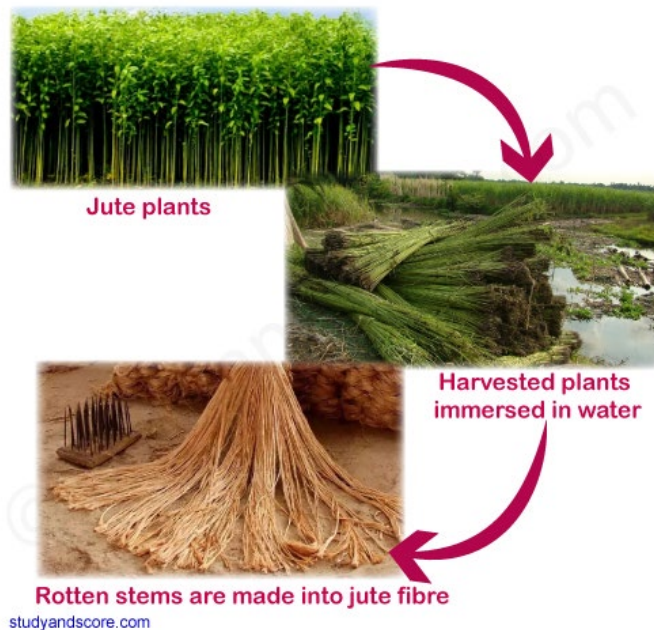 Jute plants
Harvested plants
immersed in water
Rotten stems are made into jute fibre
studyandscore.com